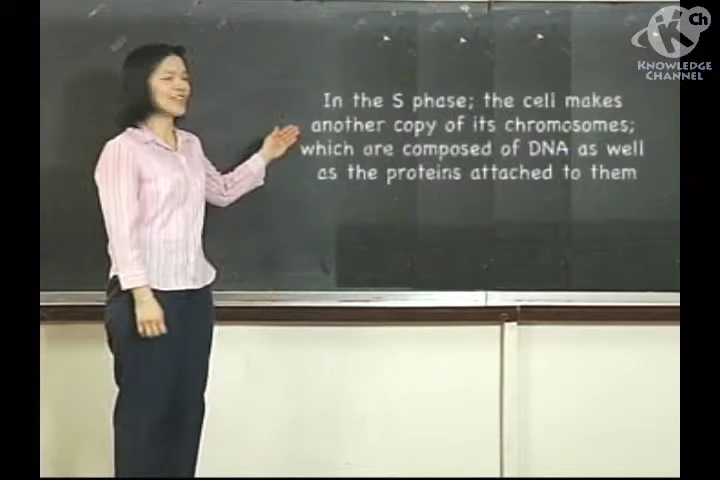 Ch
KNOWLEDGE
CHANNEL
In the S phase; the cell makes
another copy of its chromosomes;
which are composed of DNA as well
as the proteins attached to them